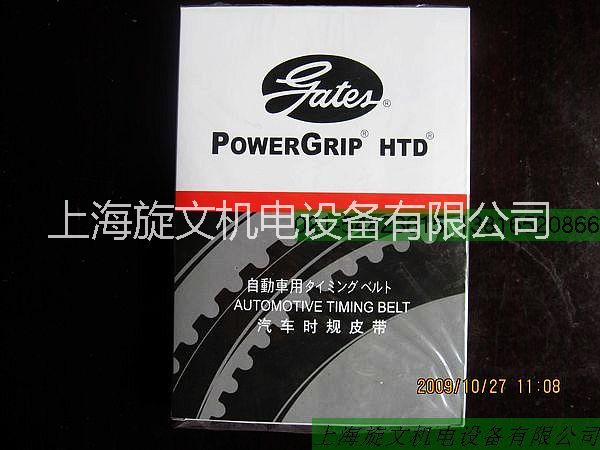 Gates®
POWERGRIP® HTD®
上海旋文机电设备有限公司
20866
自動車用タイミングベルト
AUTOMOTIVE TIMING BELT
汽车时规皮带
2009/10/27 11:08
上海旋文机电设备有限公司